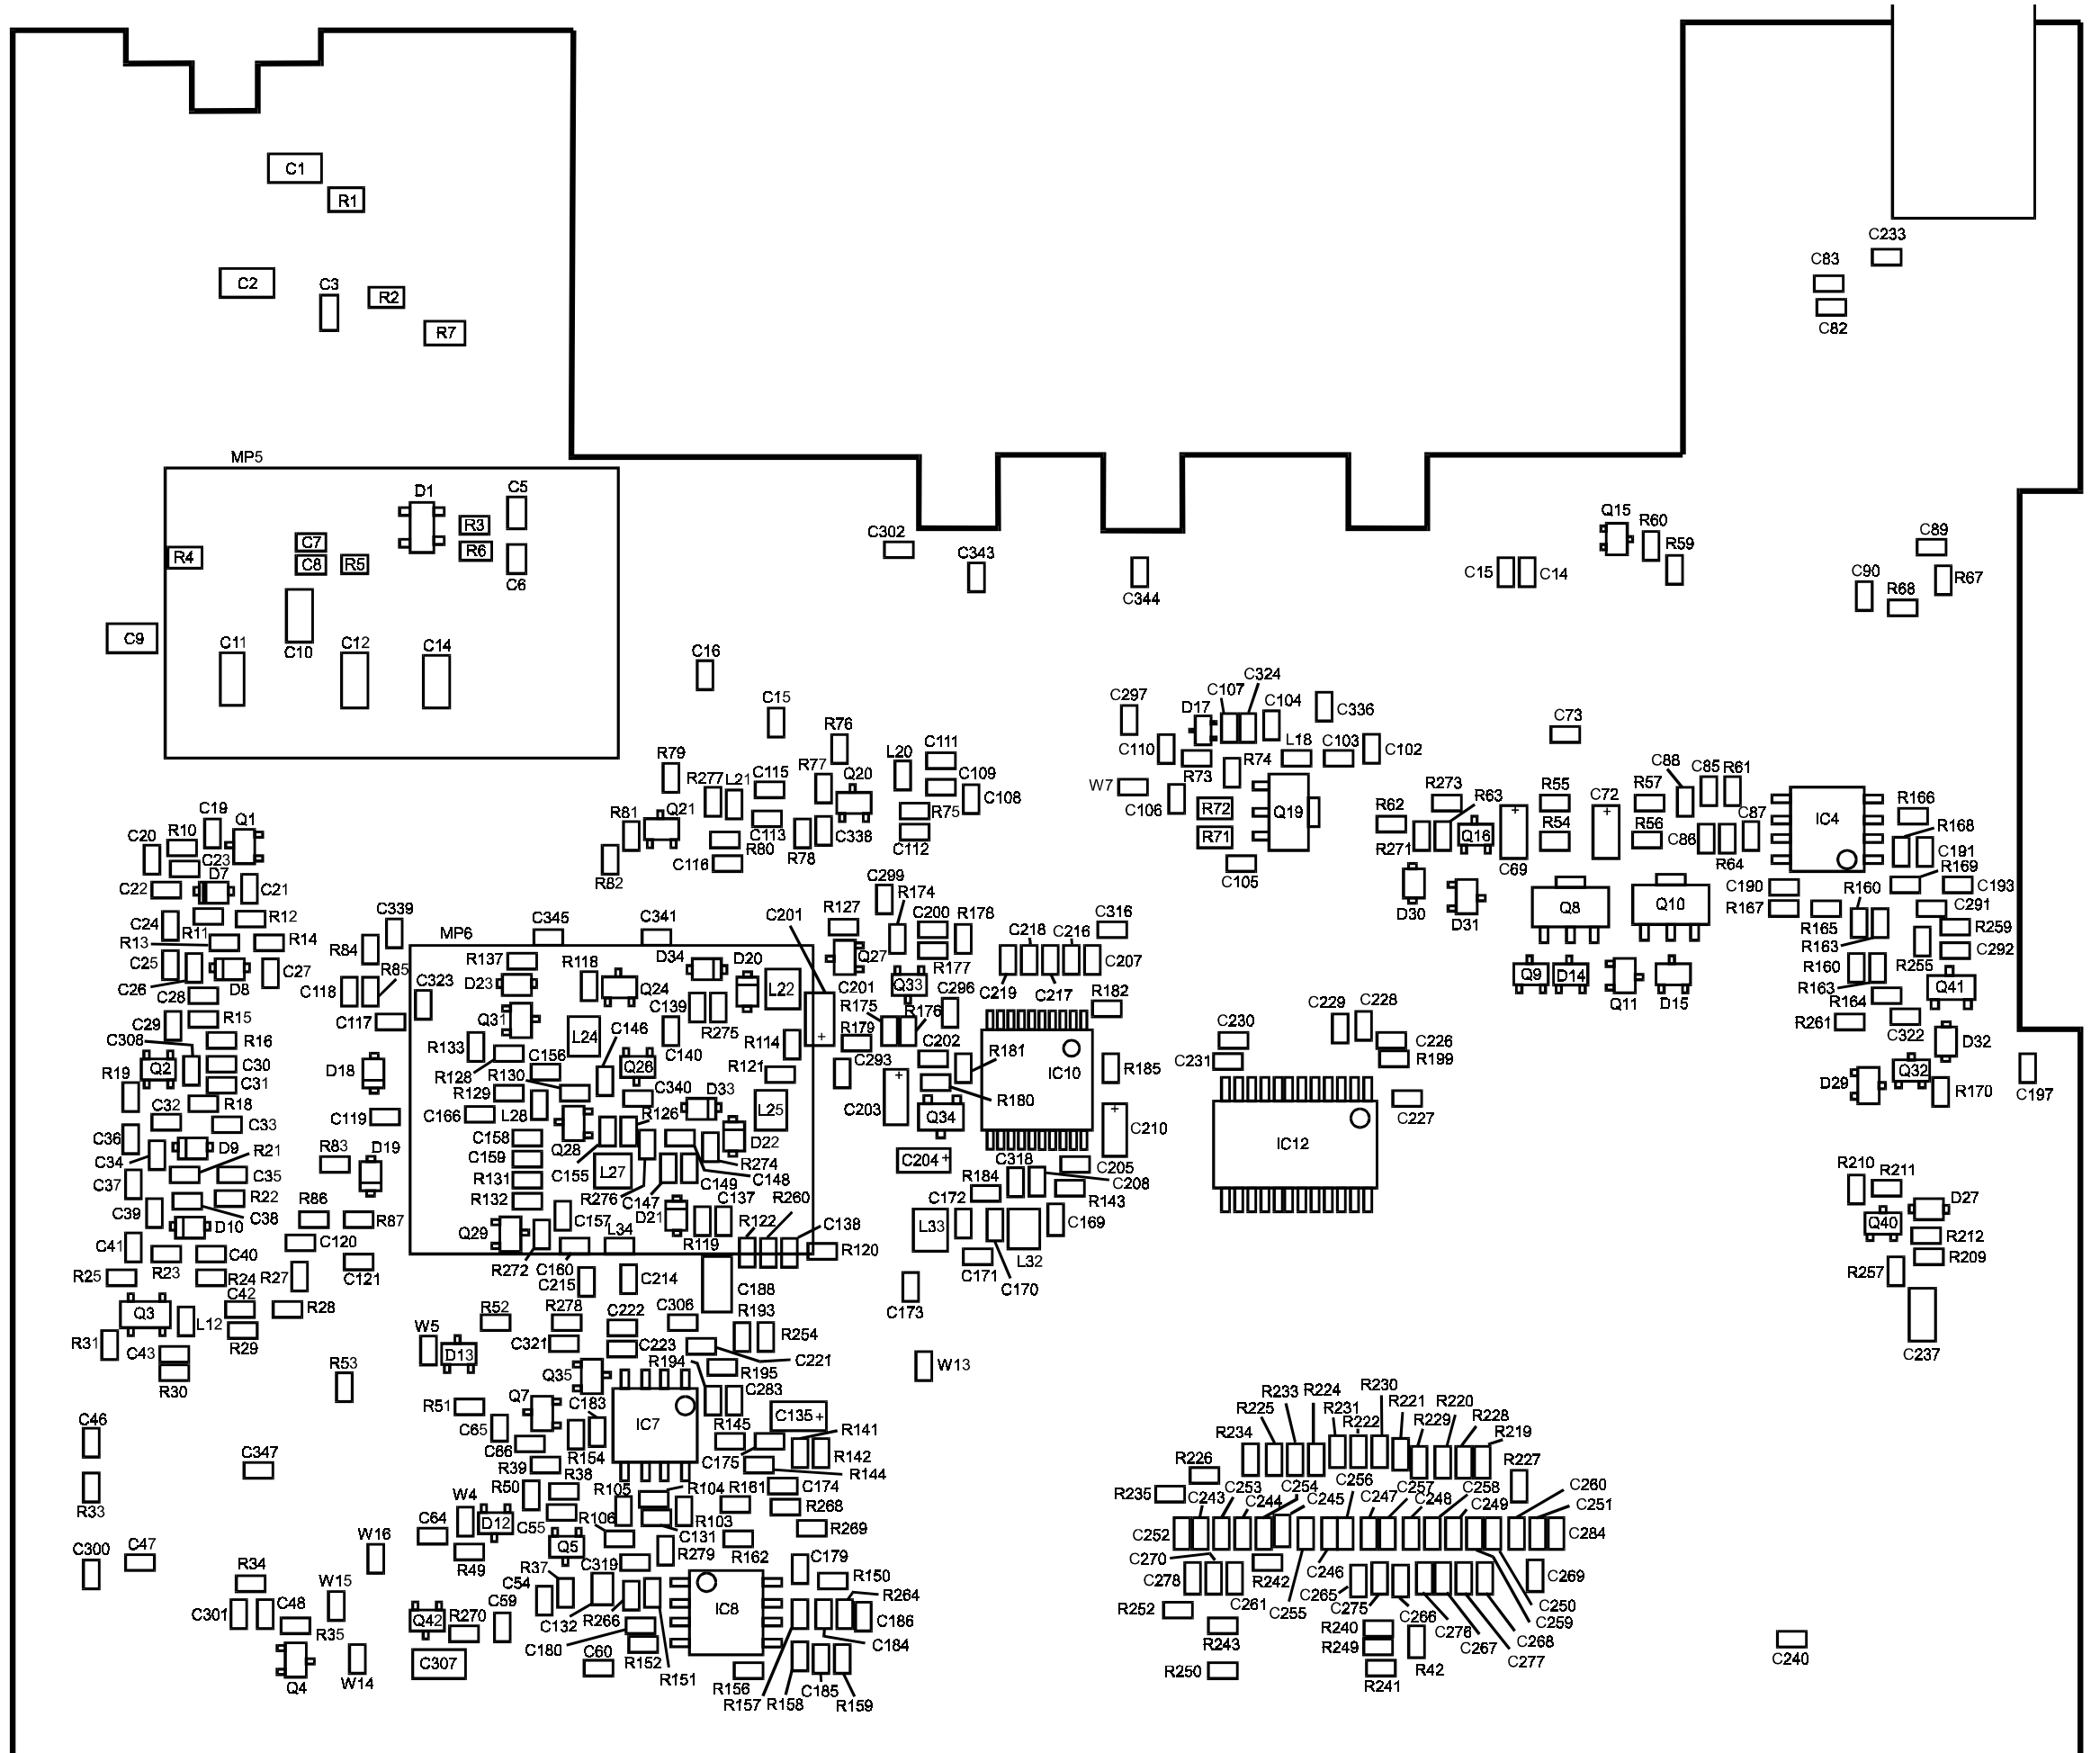 C1
R1
C2
C3
R2
R7
C233
C83
C82
MP5
D1
C5
R3
R6
C6
C7
C8
R5
R4
C10
C9
C11
C12
C14
C302
C343
C344
C15
C14
Q15
R60
R59
C89
C90
R68
R67
C16
C15
R76
R79
R277
L21
C115
R77
Q20
L20
C111
C109
C108
R75
C112
C338
R78
C113
R80
C116
R81
Q21
R82
C297
C110
D17
C107
C324
C104
C336
L18
C103
C102
R73
R74
W7
C106
R72
R71
Q19
C105
C73
R62
R273
R63
R271
Q16
C69
R55
R54
C72
R57
R56
C88
C85
R61
C86
R64
C87
IC4
R166
R168
C191
R169
C193
C190
R167
R165
R160
R163
C291
R259
C292
R255
R160
R163
R164
Q41
R261
C322
D32
D29
Q32
R170
C197
D30
D31
Q8
Q10
Q9
D14
Q11
D15
C19
Q1
C20
R10
C23
D7
C22
C21
C24
R11
R12
R13
R14
C25
C26
D8
C27
C28
C29
R15
C308
R16
Q2
C30
C31
R19
R18
C32
C33
C36
C34
D9
R21
C37
C35
R22
C39
C38
D10
C41
C40
R23
R25
R24
R27
C42
R28
Q3
L12
R31
R29
C43
R30
C339
R84
C118
R85
C323
C117
D18
C119
R83
D19
R86
R87
C120
C121
R53
MP6
C345
C341
C201
R137
D23
R118
Q24
D34
D20
L22
C139
R275
Q31
L24
C146
C140
R133
R128
C156
Q26
R130
R129
C340
D33
L25
C166
L28
R126
R114
R121
C158
Q28
D22
C159
C155
L27
R274
R131
R276
C147
C149
C148
R132
C157
D21
C137
R260
Q29
L34
R119
R122
C138
R120
R272
C160
C215
C214
C188
R127
Q27
C299
R174
C200
R178
R177
Q33
C201
R175
R176
C296
R179
C293
C202
R181
C203
R180
Q34
C204 +
C218
C216
C316
C207
C219
C217
R182
IC10
R185
C210
C205
C318
C208
R184
R143
C172
L33
C169
L32
C171
C170
C173
W13
C229
C228
C230
C231
C226
R199
C227
IC12
R210
R211
D27
Q40
R212
R209
R257
C237
R52
R278
C222
C306
R193
R254
C321
C223
C221
W5
D13
Q35
R194
R195
C283
R51
Q7
C183
IC7
C135 +
R145
R141
R142
C65
C66
R154
C175
R144
R39
R38
R50
R105
R104
R161
C174
R268
R103
C131
R269
W4
C64
D12
C55
R106
R49
Q5
R279
R162
C179
R37
C319
C54
C59
C132
R266
IC8
R150
R264
C186
C184
Q42
R270
C307
C180
C60
R152
R151
R156
R157
R158
C185
R159
C46
C347
R33
C300
C47
W16
R34
W15
C301
C48
R35
Q4
W14
R233
R224
R230
R225
R231
R222
R221
R229
R220
R228
R219
R234
R226
R227
R235
C243
C253
C244
C254
C245
C256
C247
C257
C248
C258
C249
C260
C251
C252
C284
C270
C278
R242
C246
C265
C269
C250
C259
C261
C255
C275
C266
C276
C267
C268
C277
R252
R243
R240
R249
R42
R250
R241
C240